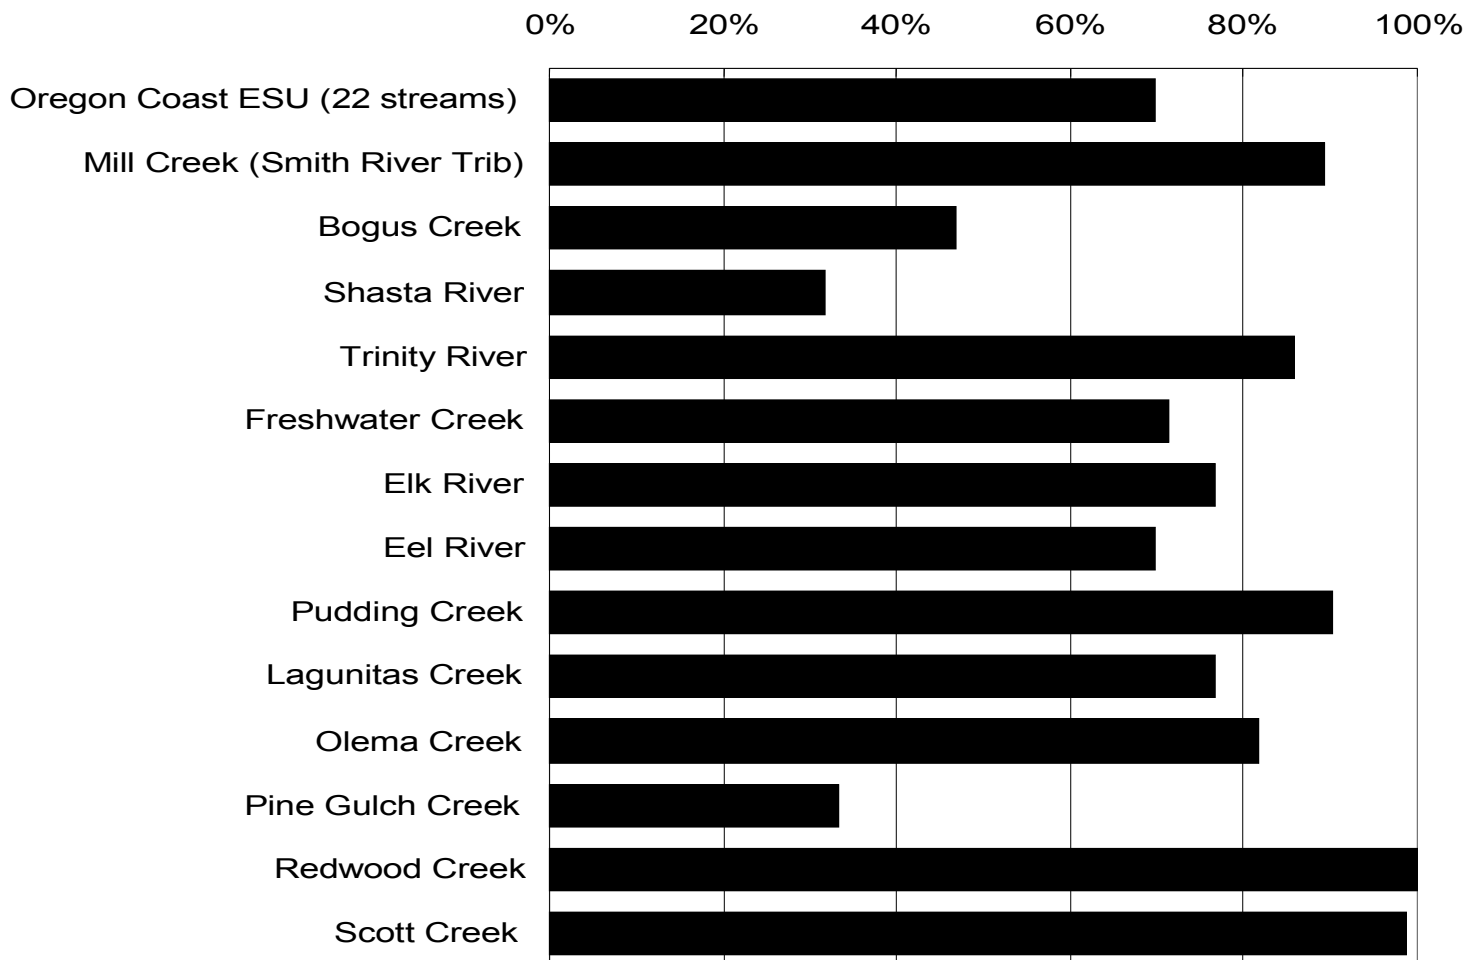 0% 20% 40% 60% 80% 100%
Oregon Coast ESU (22 streams)
Mill Creek (Smith River Trib)
Bogus Creek
Shasta River
Trinity River
Freshwater Creek
Elk River
Eel River
Pudding Creek
Lagunitas Creek
Olema Creek
Pine Gulch Creek
Redwood Creek
Scott Creek